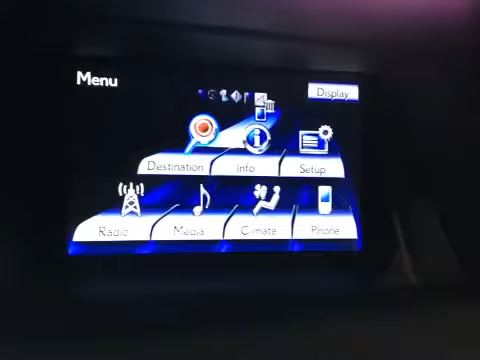 Menu
Display
Destination Info Setup
Radio Media Climate Phone